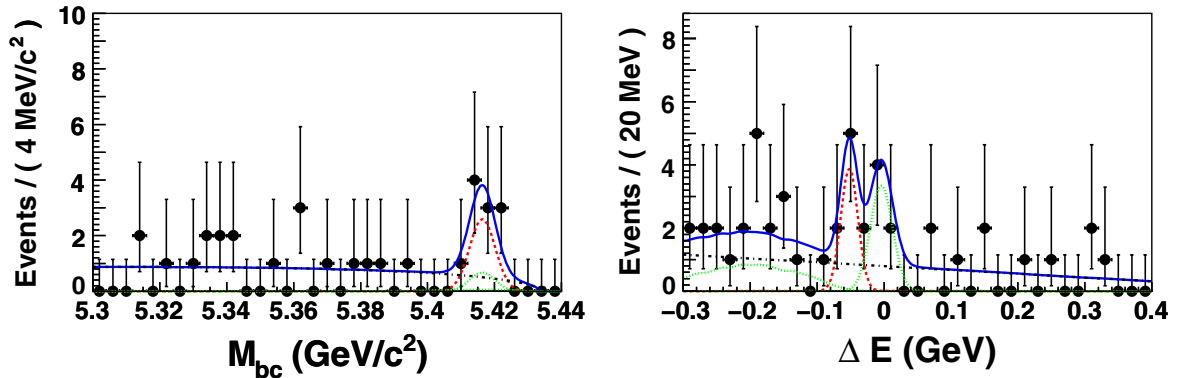 Events / ( 4 MeV/c²)
10
8
6
4
2
0
5.3 5.32 5.34 5.36 5.38 5.4 5.42 5.44
M_bc (GeV/c²)
Events / ( 20 MeV)
8
6
4
2
0
−0.3 −0.2 −0.1 0 0.1 0.2 0.3 0.4
Δ E (GeV)